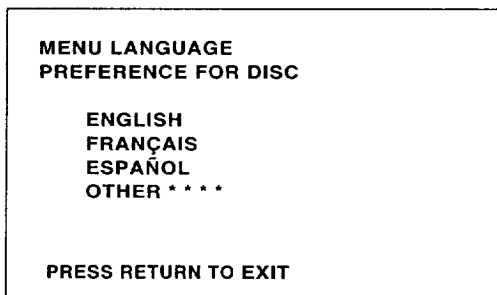 MENU LANGUAGE
PREFERENCE FOR DISC
ENGLISH
FRANÇAIS
ESPAÑOL
OTHER * * * *
PRESS RETURN TO EXIT